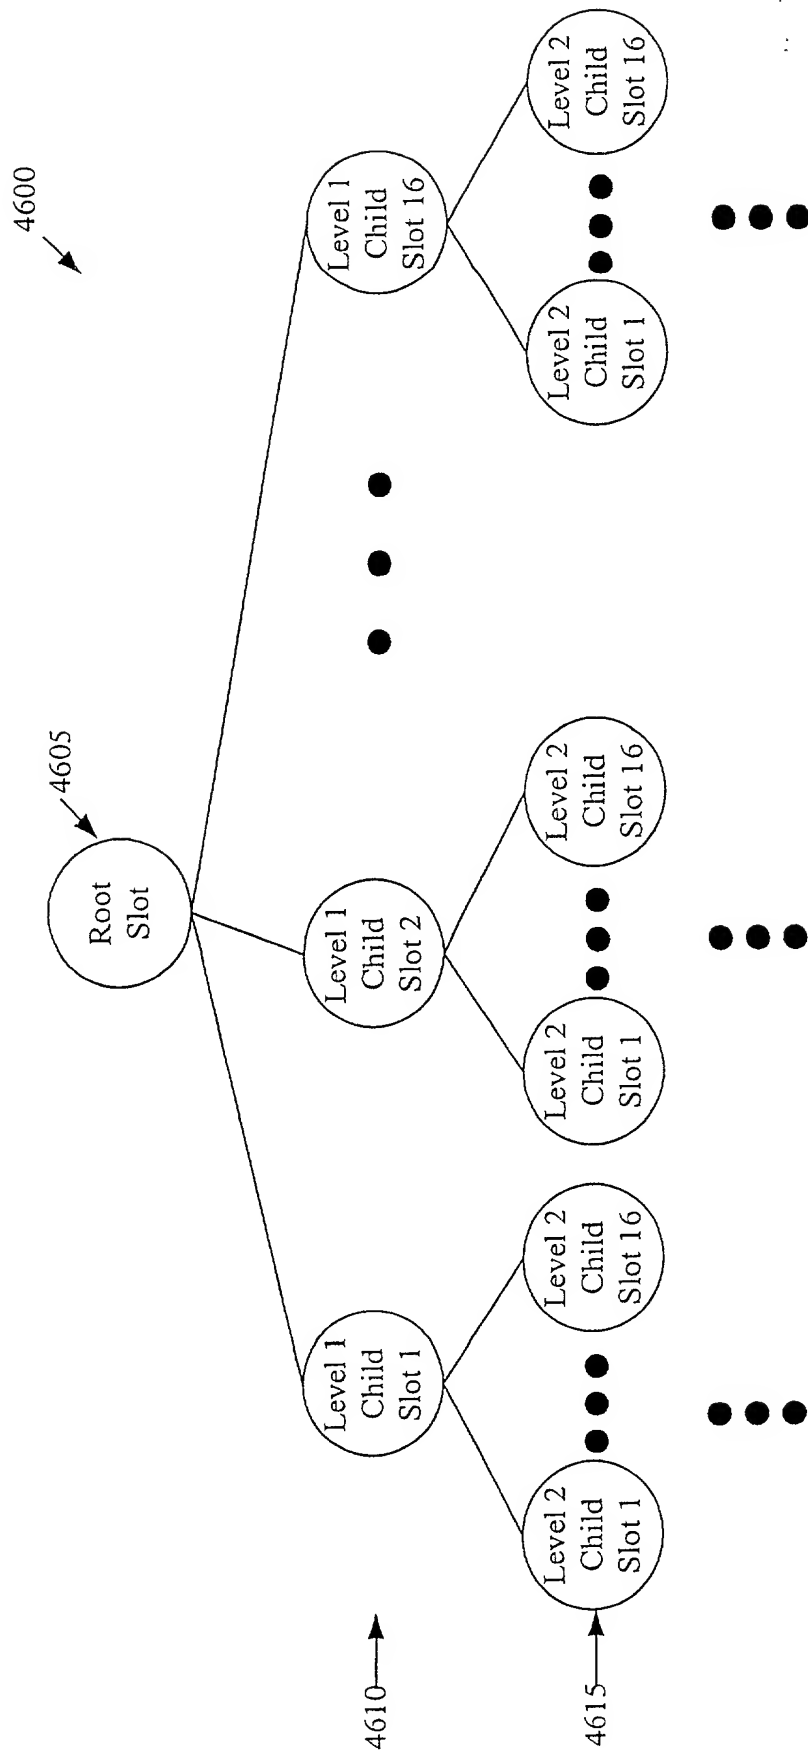 4600
4605
Root
Slot
4610
Level 1
Child
Slot 1
Level 1
Child
Slot 2
Level 1
Child
Slot 16
4615
Level 2
Child
Slot 1
Level 2
Child
Slot 16
Level 2
Child
Slot 1
Level 2
Child
Slot 16
Level 2
Child
Slot 1
Level 2
Child
Slot 16